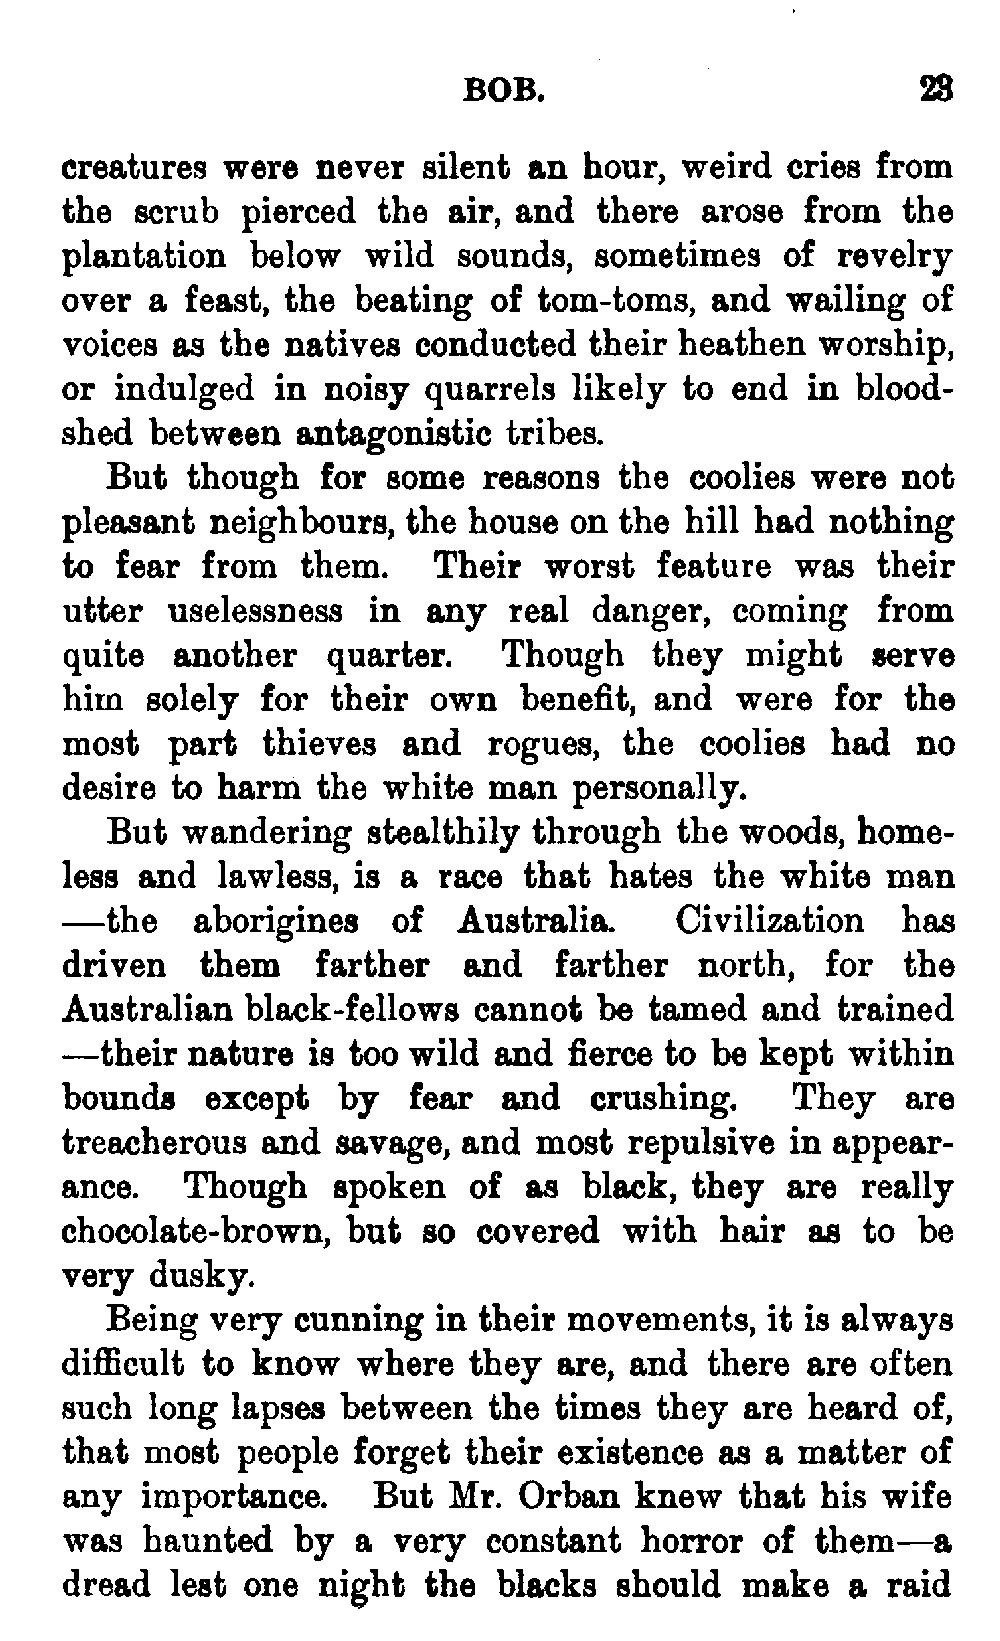 BOB. 23
creatures were never silent an hour, weird cries from
the scrub pierced the air, and there arose from the
plantation below wild sounds, sometimes of revelry
over a feast, the beating of tom-toms, and wailing of
voices as the natives conducted their heathen worship,
or indulged in noisy quarrels likely to end in blood-
shed between antagonistic tribes.
But though for some reasons the coolies were not
pleasant neighbours, the house on the hill had nothing
to fear from them. Their worst feature was their
utter uselessness in any real danger, coming from
quite another quarter. Though they might serve
him solely for their own benefit, and were for the
most part thieves and rogues, the coolies had no
desire to harm the white man personally.
But wandering stealthily through the woods, home-
less and lawless, is a race that hates the white man
—the aborigines of Australia. Civilization has
driven them farther and farther north, for the
Australian black-fellows cannot be tamed and trained
—their nature is too wild and fierce to be kept within
bounds except by fear and crushing. They are
treacherous and savage, and most repulsive in appear-
ance. Though spoken of as black, they are really
chocolate-brown, but so covered with hair as to be
very dusky.
Being very cunning in their movements, it is always
difficult to know where they are, and there are often
such long lapses between the times they are heard of,
that most people forget their existence as a matter of
any importance. But Mr. Orban knew that his wife
was haunted by a very constant horror of them—a
dread lest one night the blacks should make a raid